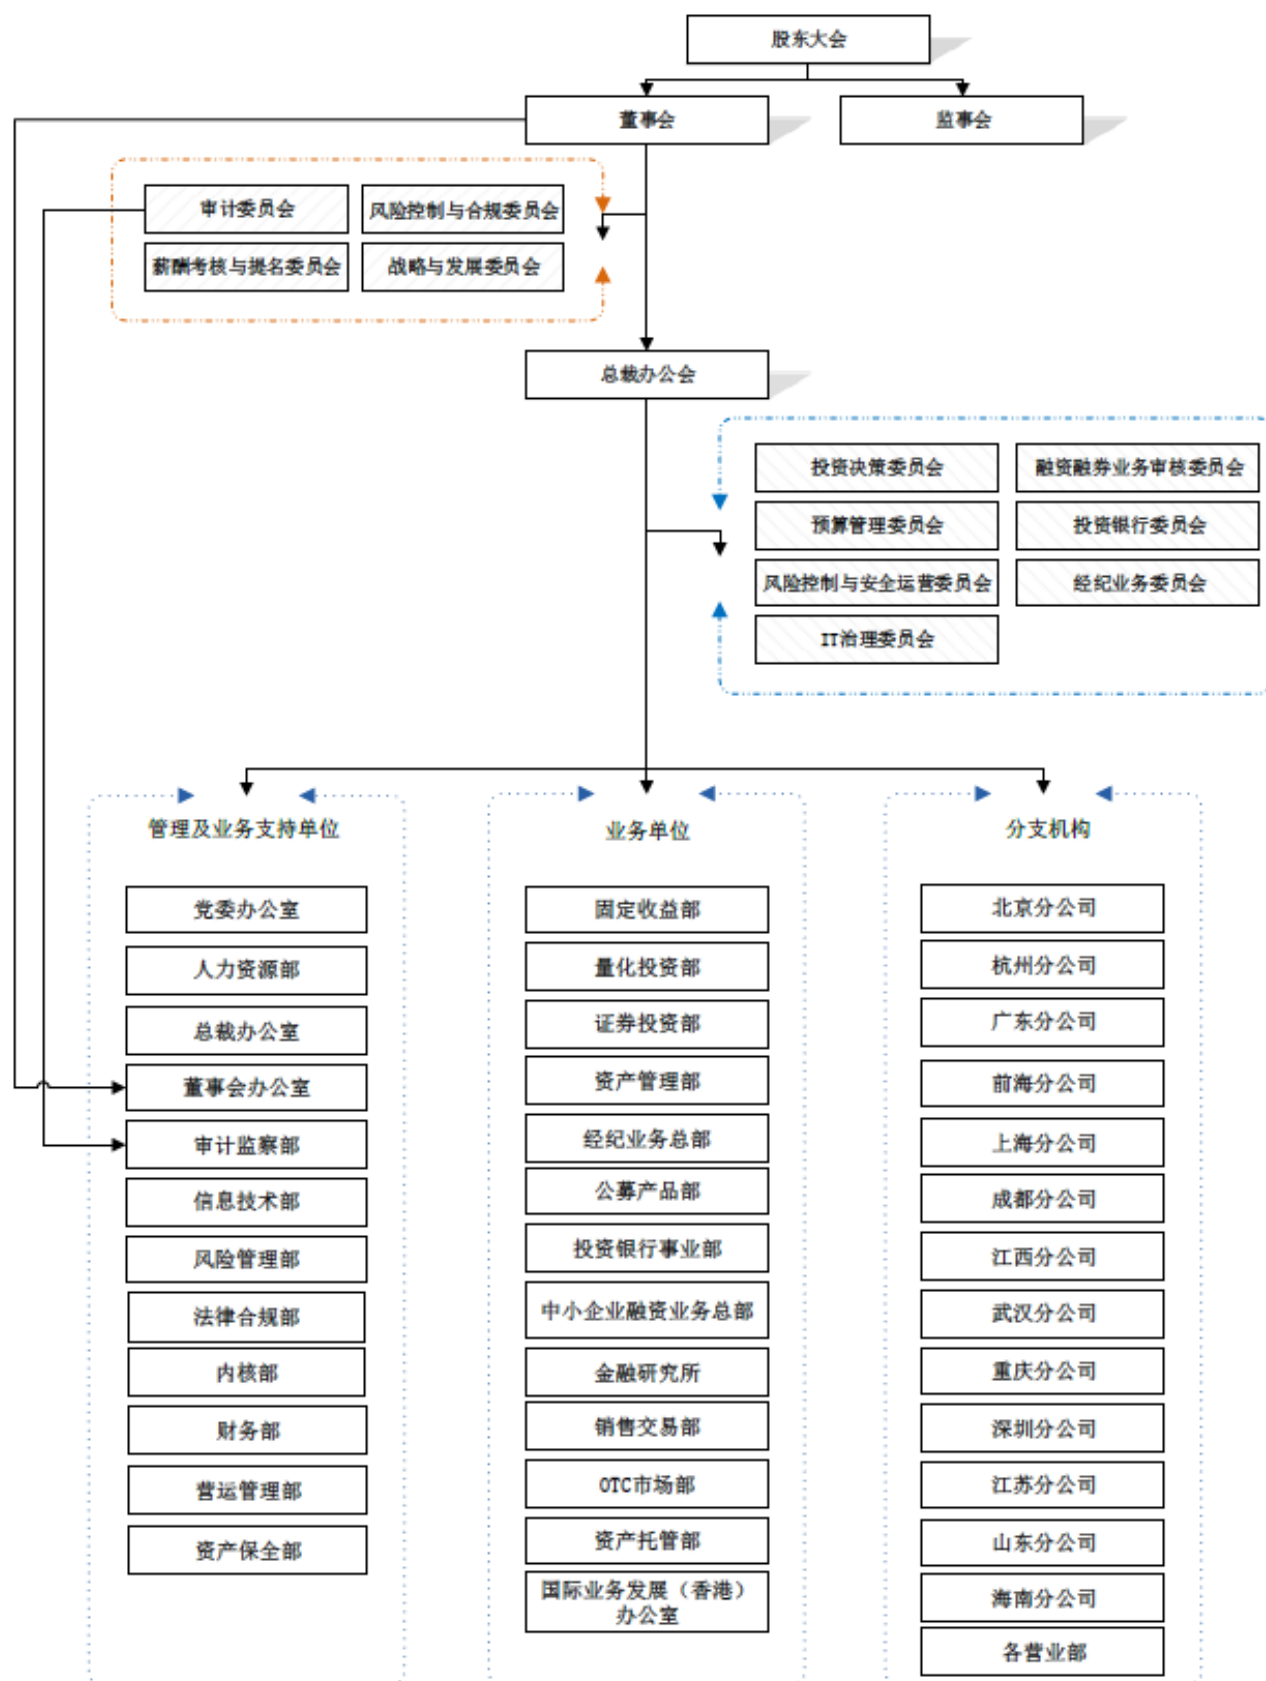 股东大会
董事会
监事会
审计委员会
风险控制与合规委员会
薪酬考核与提名委员会
战略与发展委员会
总裁办公会
投资决策委员会
融资融券业务审核委员会
预算管理委员会
投资银行委员会
风险控制与安全运营委员会
经纪业务委员会
IT治理委员会
管理及业务支持单位
党委办公室
人力资源部
总裁办公室
董事会办公室
审计监察部
信息技术部
风险管理部
法律合规部
内核部
财务部
营运管理部
资产保全部
业务单位
固定收益部
量化投资部
证券投资部
资产管理部
经纪业务总部
公募产品部
投资银行事业部
中小企业融资业务总部
金融研究所
销售交易部
OTC市场部
资产托管部
国际业务发展（香港）
办公室
分支机构
北京分公司
杭州分公司
广东分公司
前海分公司
上海分公司
成都分公司
江西分公司
武汉分公司
重庆分公司
深圳分公司
江苏分公司
山东分公司
海南分公司
各营业部